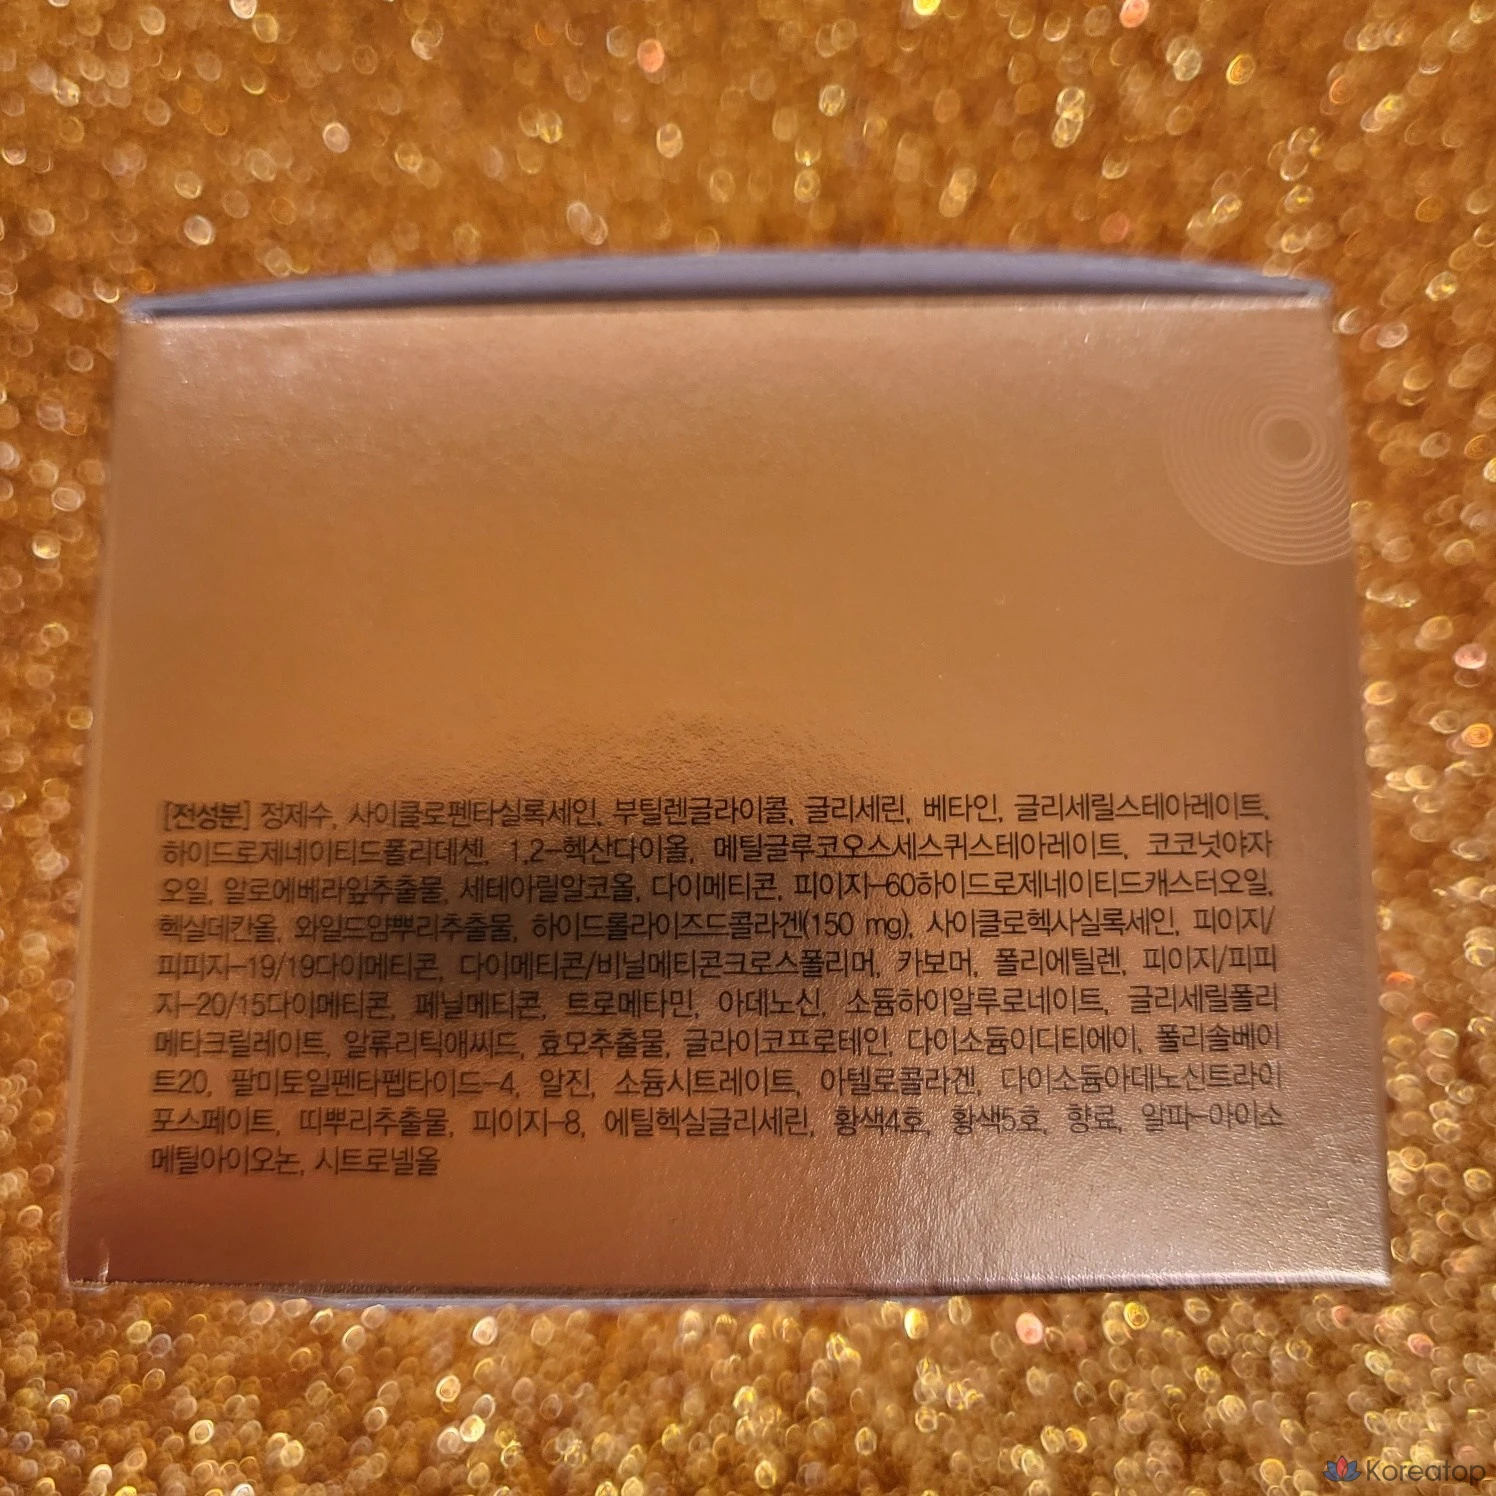 [전성분] 정제수, 사이클로펜타실록세인, 부틸렌글라이콜, 글리세린, 베타인, 글리세릴스테아레이트,
하이드로제네이티드폴리데센, 1,2-헥산다이올, 메틸글루코오스세스퀴스테아레이트, 코코넛야자
오일, 알로에베라잎추출물, 세테아릴알코올, 다이메티콘, 피이지-60하이드로제네이티드캐스터오일,
헥실데칸올, 와일드얌뿌리추출물, 하이드롤라이즈드콜라겐(150 mg), 사이클로헥사실록세인, 피이지/
피피지-19/19다이메티콘, 다이메티콘/비닐메티콘크로스폴리머, 카보머, 폴리에틸렌, 피이지/피피
지-20/15다이메티콘, 페닐메티콘, 트로메타민, 아데노신, 소듐하이알루로네이트, 글리세릴폴리
메타크릴레이트, 알류리틱애씨드, 효모추출물, 글라이코프로테인, 다이소듐이디티에이, 폴리솔베이
트20, 팔미토일펜타펩타이드-4, 알진, 소듐시트레이트, 아텔로콜라겐, 다이소듐아데노신트라이
포스페이트, 띠뿌리추출물, 피이지-8, 에틸헥실글리세린, 황색4호, 황색5호, 향료, 알파-아이소
메틸아이오논, 시트로넬올
Koreatop